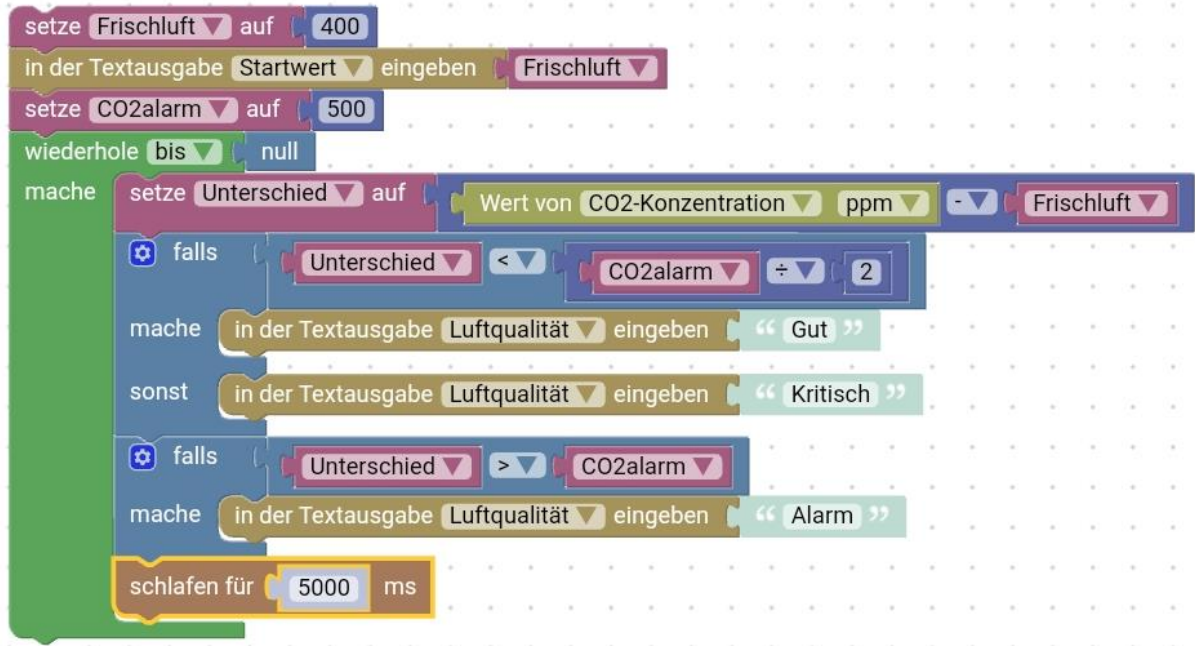 setze Frischluft auf 400
in der Textausgabe Startwert eingeben Frischluft
setze CO2alarm auf 500
wiederhole bis null
mache setze Unterschied auf Wert von CO2-Konzentration ppm - Frischluft
falls Unterschied < CO2alarm ÷ 2
mache in der Textausgabe Luftqualität eingeben “ Gut ”
sonst in der Textausgabe Luftqualität eingeben “ Kritisch ”
falls Unterschied > CO2alarm
mache in der Textausgabe Luftqualität eingeben “ Alarm ”
schlafen für 5000 ms